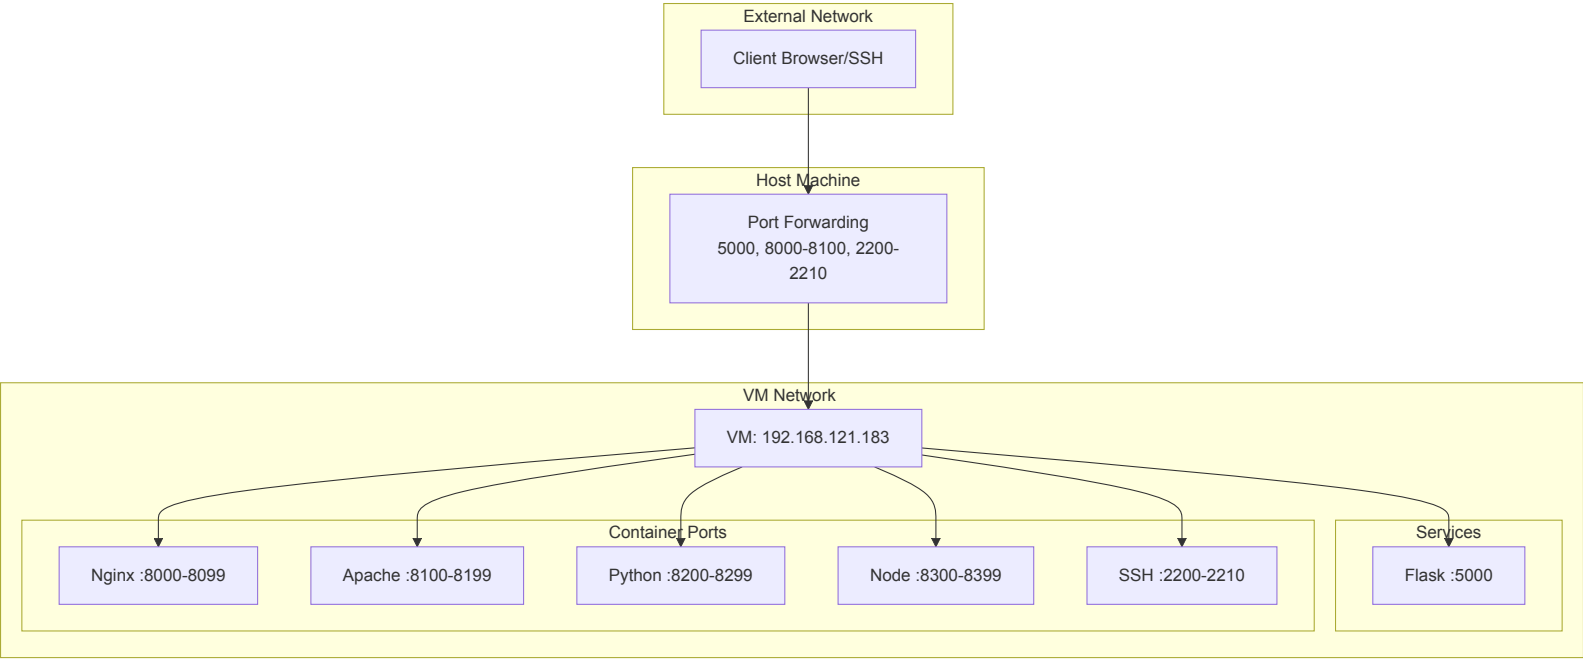 External Network
Client Browser/SSH
Host Machine
Port Forwarding
5000, 8000-8100, 2200-
2210
VM Network
VM: 192.168.121.183
Container Ports
Services
Nginx :8000-8099
Apache :8100-8199
Python :8200-8299
Node :8300-8399
SSH :2200-2210
Flask :5000